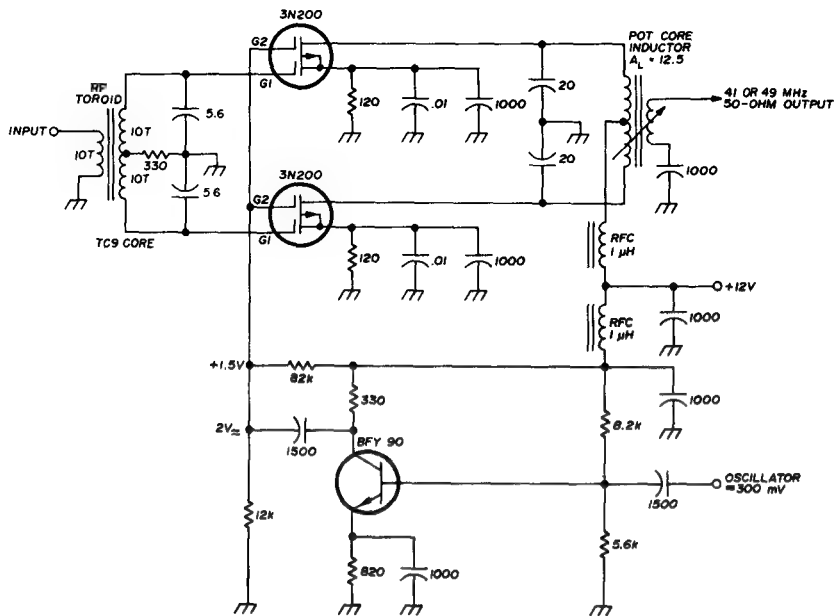 3N200
G2
G1
RF
TOROID
INPUT
10T
10T
10T
330
5.6
5.6
TC9 CORE
120
.01
1000
20
20
POT CORE
INDUCTOR
AL = 12.5
41 OR 49 MHz
50-OHM OUTPUT
1000
3N200
G2
G1
120
.01
1000
RFC
1 μH
+12V
1000
RFC
1 μH
+1.5V
82k
330
1000
8.2k
2V≂
1500
BFY 90
OSCILLATOR
≂300 mV
1500
12k
820
1000
5.6k